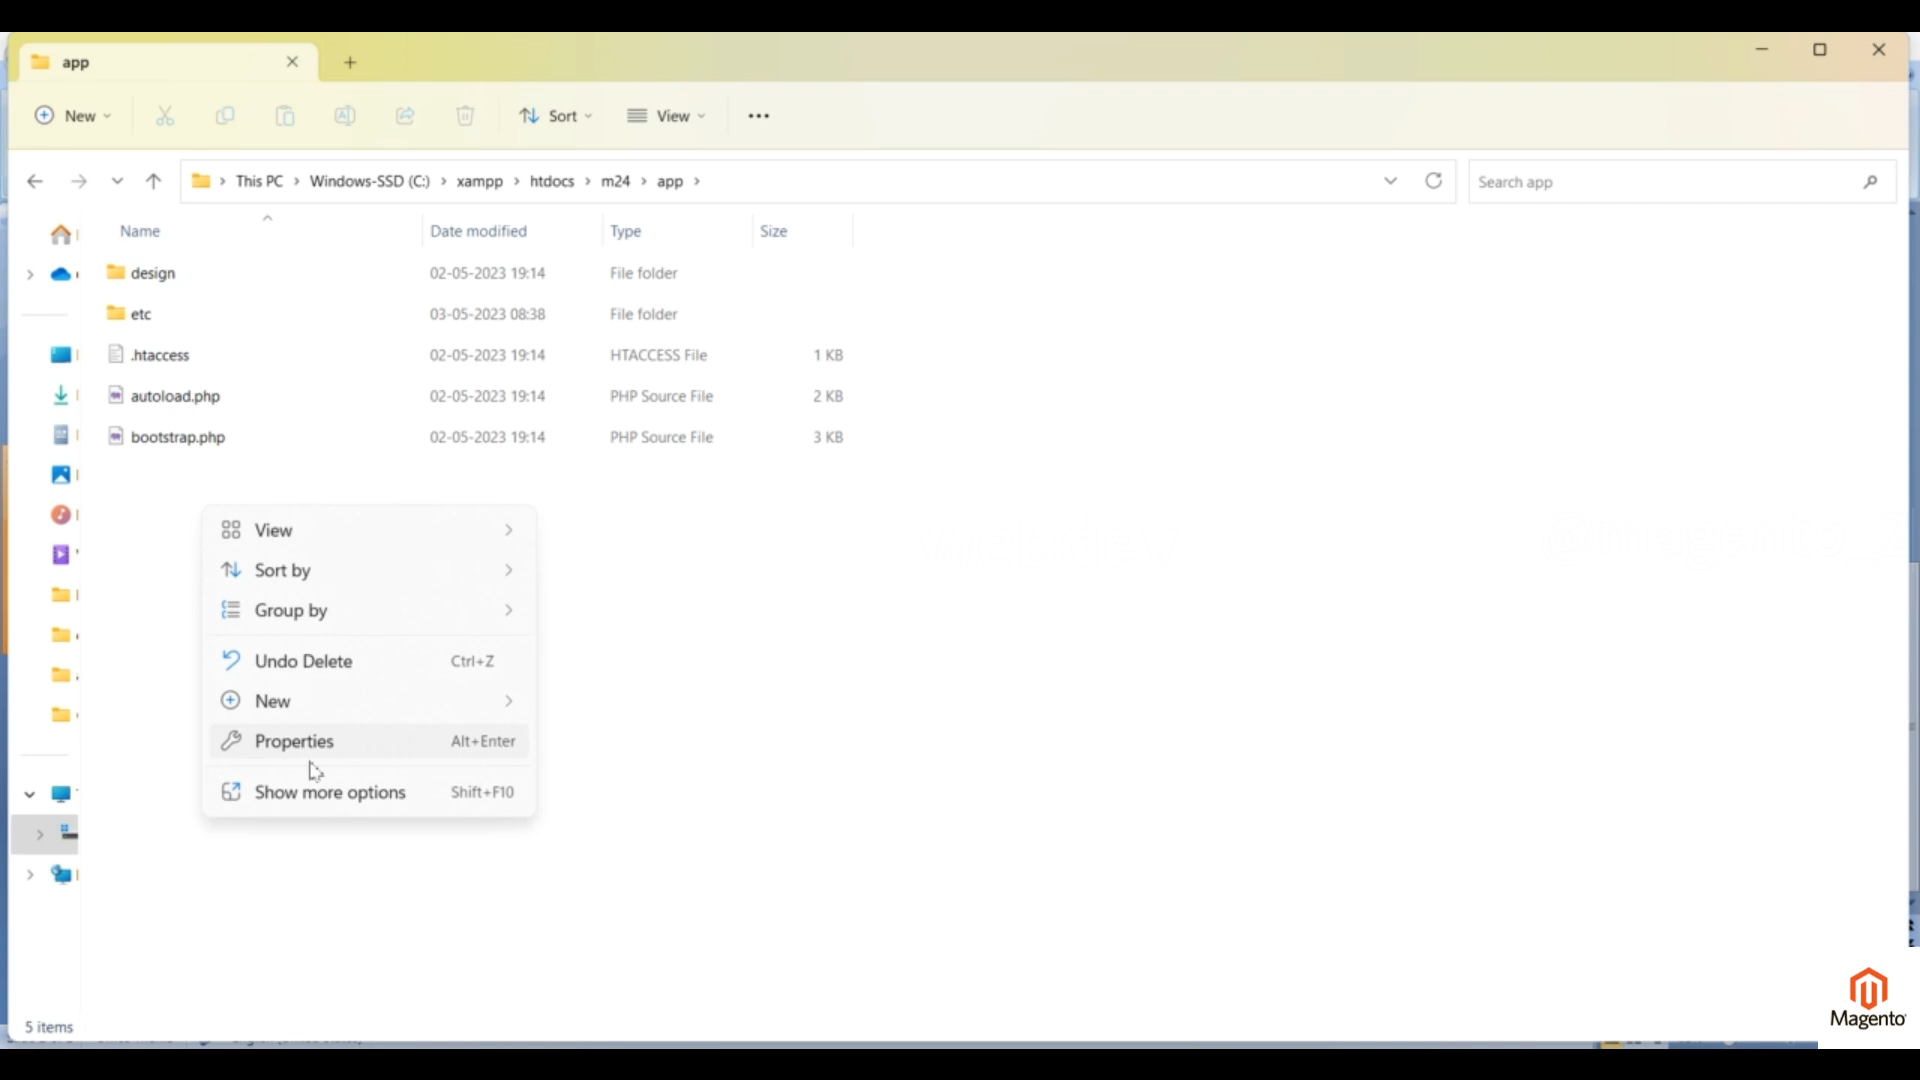 app
New
Sort
View
This PC > Windows-SSD (C:) > xampp > htdocs > m24 > app >
Search app
Name Date modified Type Size
design 02-05-2023 19:14 File folder
etc 03-05-2023 08:38 File folder
.htaccess 02-05-2023 19:14 HTACCESS File 1 KB
autoload.php 02-05-2023 19:14 PHP Source File 2 KB
bootstrap.php 02-05-2023 19:14 PHP Source File 3 KB
View
Sort by
Group by
Undo Delete Ctrl+Z
New
Properties Alt+Enter
Show more options Shift+F10
5 items
Magento